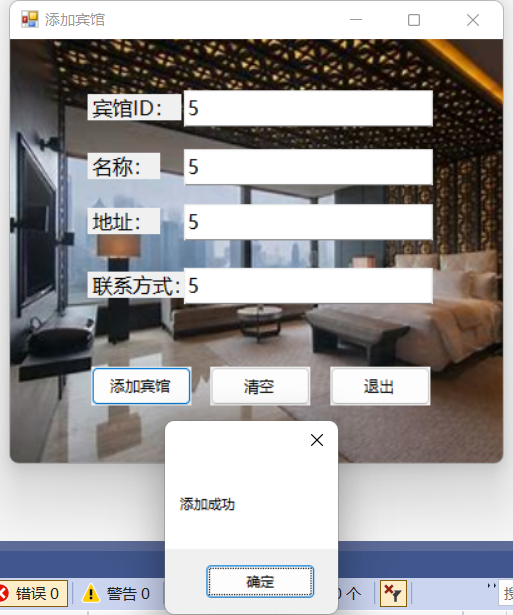 添加宾馆
宾馆ID： 5
名称： 5
地址： 5
联系方式： 5
添加宾馆 清空 退出
添加成功
确定
错误 0 警告 0 0 个